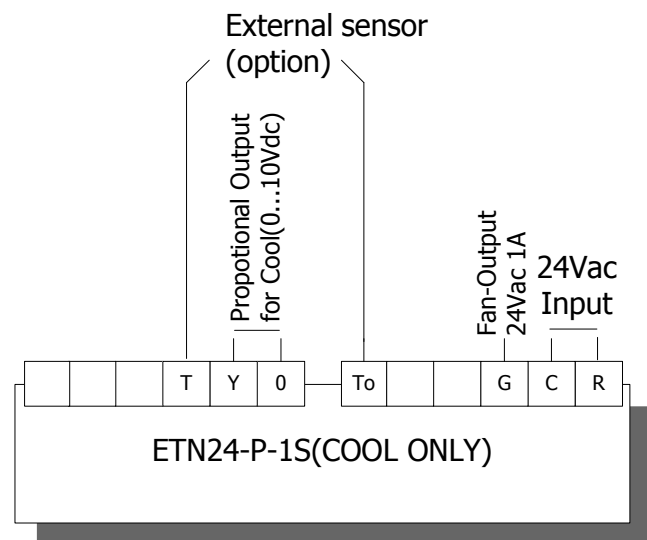 External sensor
(option)
Propotional Output
for Cool(0...10Vdc)
Fan-Output
24Vac 1A
24Vac
Input
T Y 0 To G C R
ETN24-P-1S(COOL ONLY)